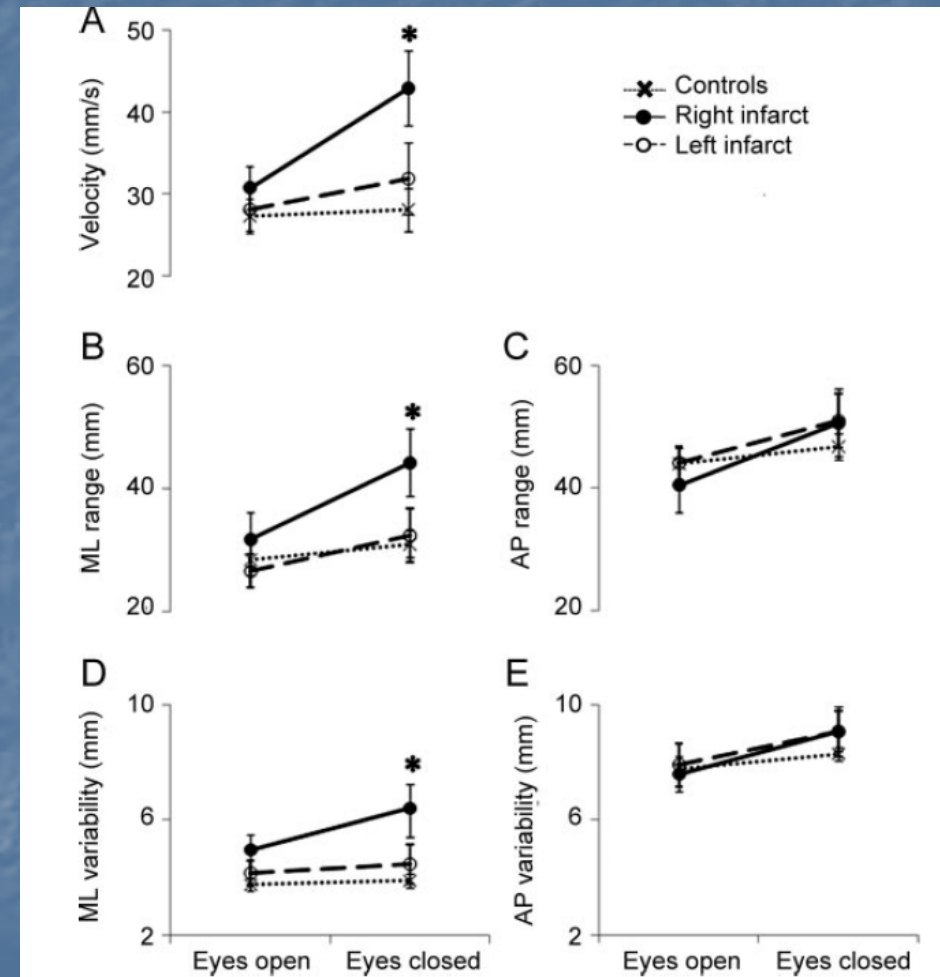 A
50
40
30
20
Velocity (mm/s)
*
Controls
Right infarct
Left infarct
B
60
40
20
ML range (mm)
*
C
60
40
20
AP range (mm)
D
10
6
2
ML variability (mm)
*
Eyes open Eyes closed
E
10
6
2
AP variability (mm)
Eyes open Eyes closed